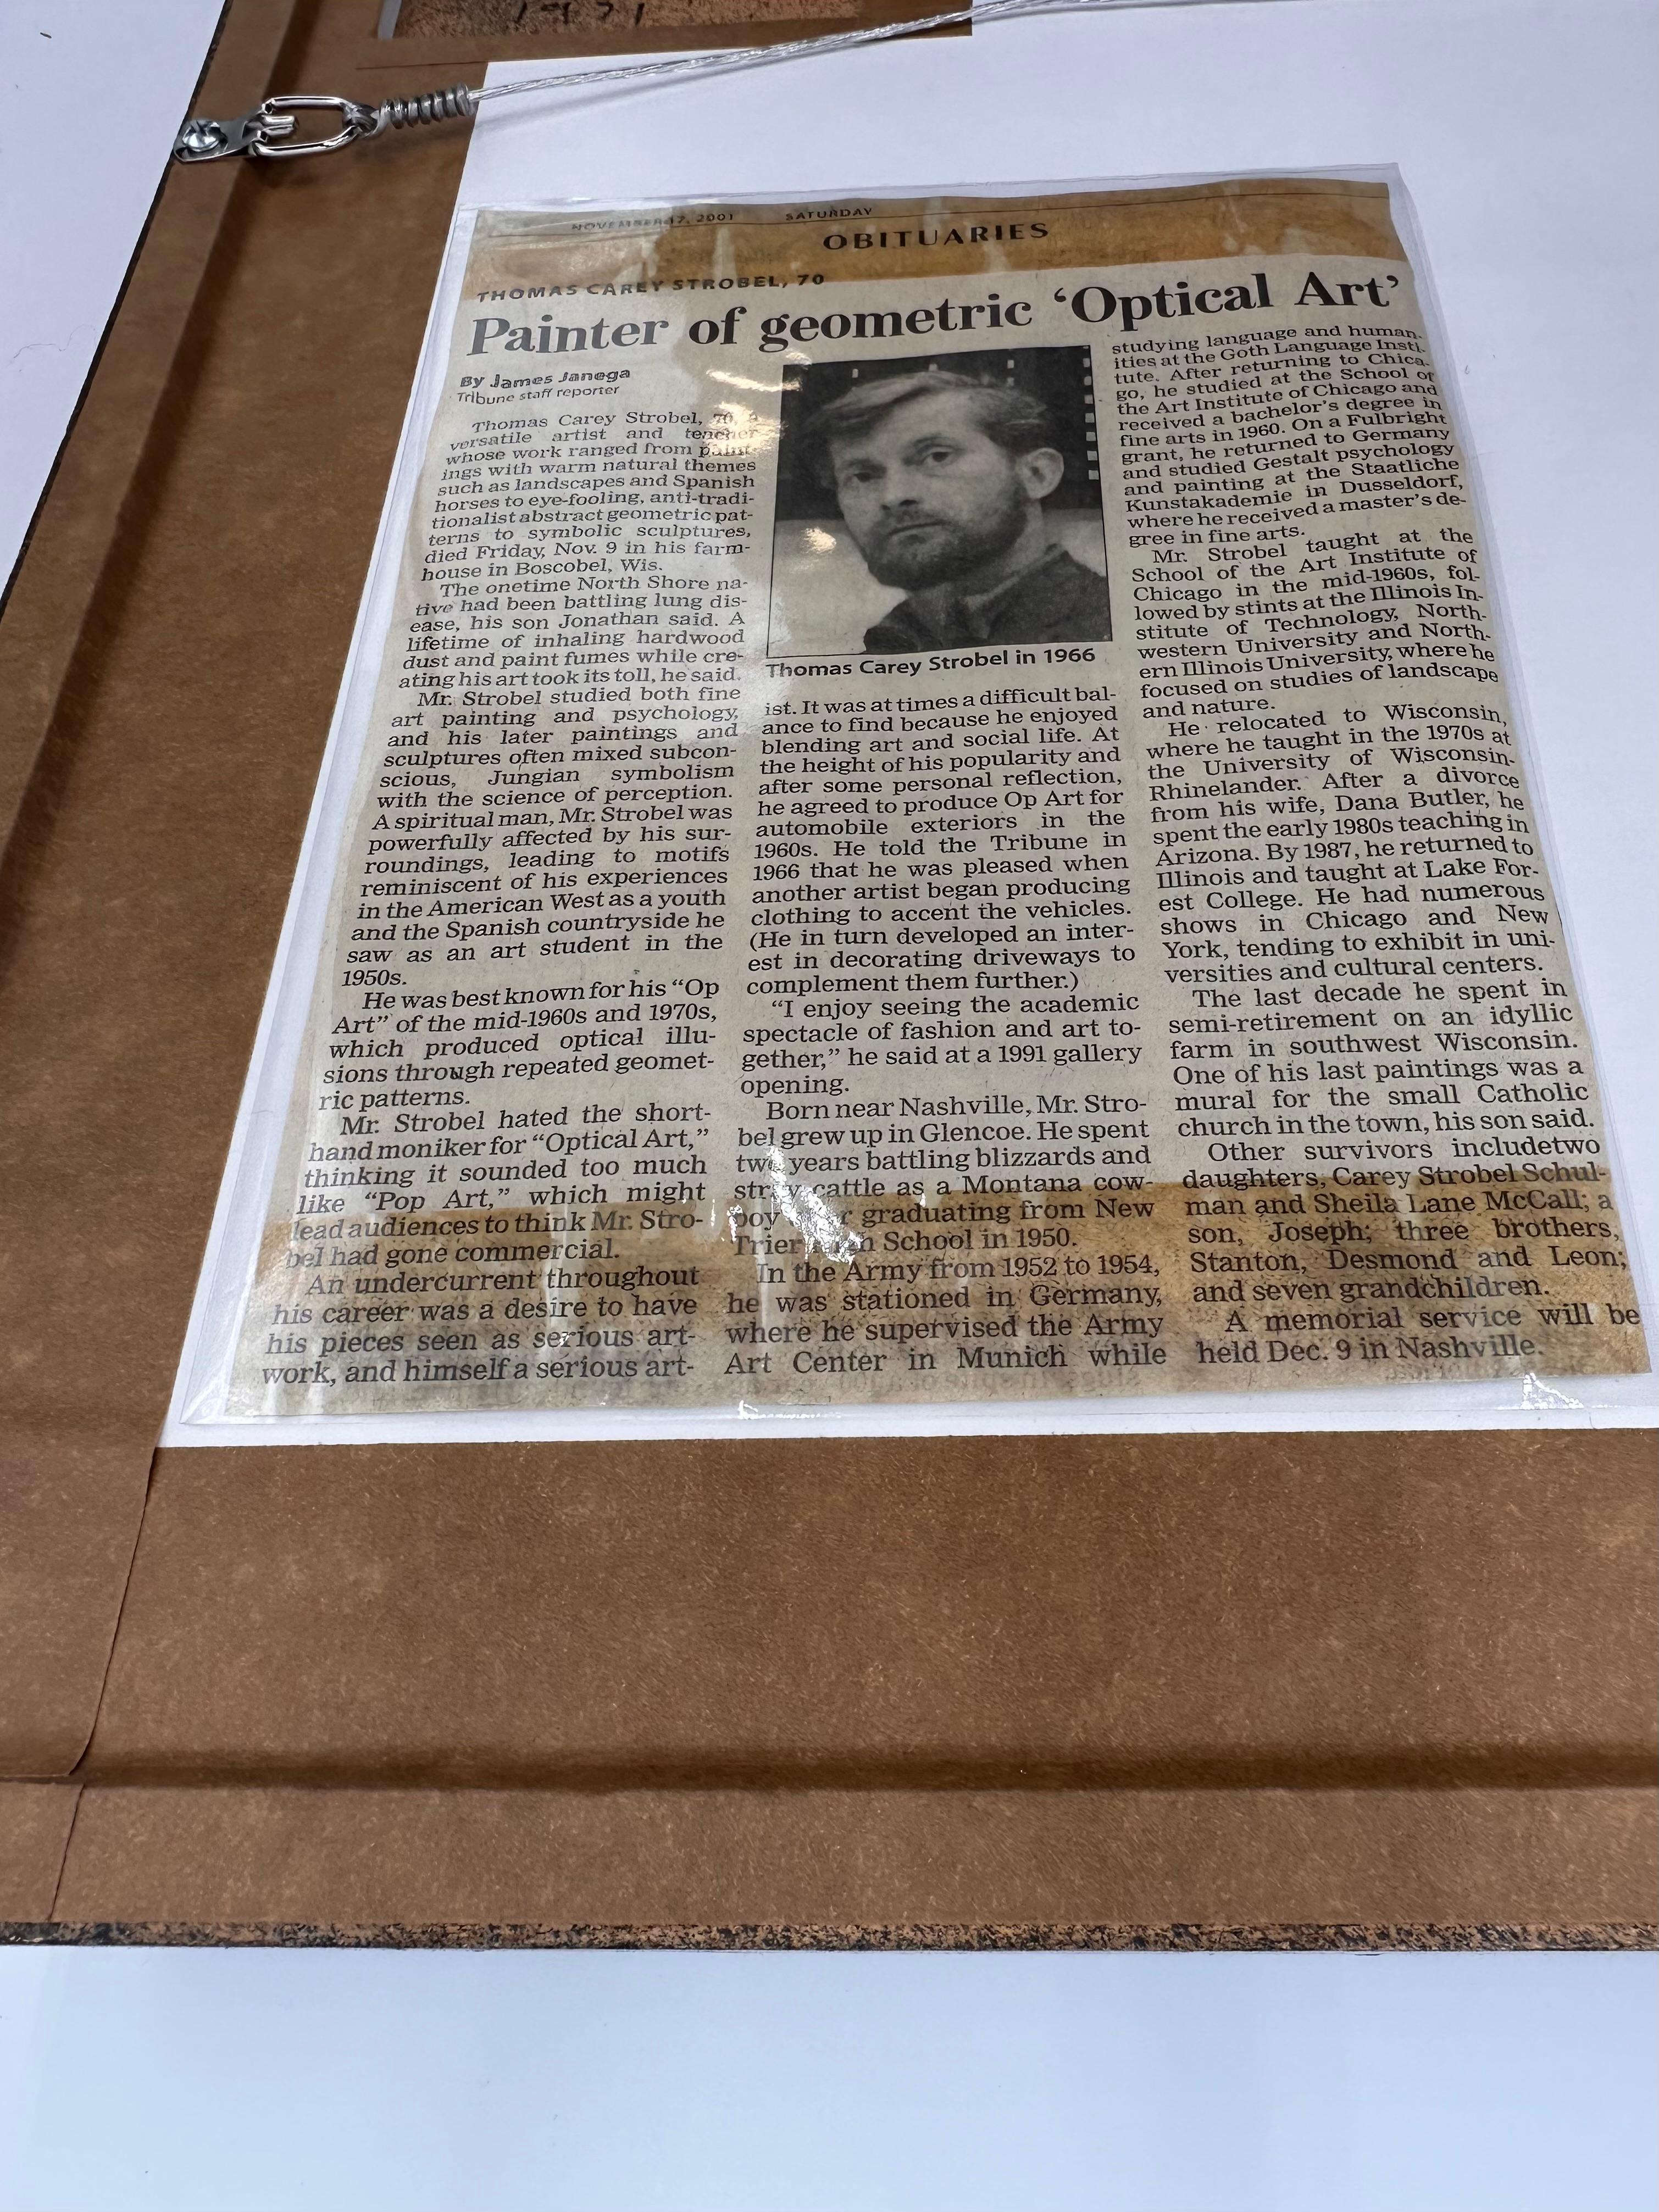 1931
NOVEMBER 17, 2001 SATURDAY
OBITUARIES
THOMAS CAREY STROBEL, 70
Painter of geometric ‘Optical Art’
By James Janega
Tribune staff reporter
Thomas Carey Strobel, 70, a
versatile artist and teacher
whose work ranged from paint-
ings with warm natural themes
such as landscapes and Spanish
horses to eye-fooling, anti-tradi-
tionalist abstract geometric pat-
terns to symbolic sculptures,
died Friday, Nov. 9 in his farm-
house in Boscobel, Wis.
The onetime North Shore na-
tive had been battling lung dis-
ease, his son Jonathan said. A
lifetime of inhaling hardwood
dust and paint fumes while cre-
ating his art took its toll, he said.
Mr. Strobel studied both fine
art painting and psychology,
and his later paintings and
sculptures often mixed subcon-
scious, Jungian symbolism
with the science of perception.
A spiritual man, Mr. Strobel was
powerfully affected by his sur-
roundings, leading to motifs
reminiscent of his experiences
in the American West as a youth
and the Spanish countryside he
saw as an art student in the
1950s.
He was best known for his “Op
Art” of the mid-1960s and 1970s,
which produced optical illu-
sions through repeated geomet-
ric patterns.
Mr. Strobel hated the short-
hand moniker for “Optical Art,”
thinking it sounded too much
like “Pop Art,” which might
lead audiences to think Mr. Stro-
bel had gone commercial.
An undercurrent throughout
his career was a desire to have
his pieces seen as serious art-
work, and himself a serious art-
Thomas Carey Strobel in 1966
ist. It was at times a difficult bal-
ance to find because he enjoyed
blending art and social life. At
the height of his popularity and
after some personal reflection,
he agreed to produce Op Art for
automobile exteriors in the
1960s. He told the Tribune in
1966 that he was pleased when
another artist began producing
clothing to accent the vehicles.
(He in turn developed an inter-
est in decorating driveways to
complement them further.)
“I enjoy seeing the academic
spectacle of fashion and art to-
gether,” he said at a 1991 gallery
opening.
Born near Nashville, Mr. Stro-
bel grew up in Glencoe. He spent
two years battling blizzards and
stray cattle as a Montana cow-
boy after graduating from New
Trier High School in 1950.
In the Army from 1952 to 1954,
he was stationed in Germany,
where he supervised the Army
Art Center in Munich while
studying language and human-
ities at the Goth Language Insti-
tute. After returning to Chica-
go, he studied at the School of
the Art Institute of Chicago and
received a bachelor’s degree in
fine arts in 1960. On a Fulbright
grant, he returned to Germany
and studied Gestalt psychology
and painting at the Staatliche
Kunstakademie in Dusseldorf,
where he received a master’s de-
gree in fine arts.
Mr. Strobel taught at the
School of the Art Institute of
Chicago in the mid-1960s, fol-
lowed by stints at the Illinois In-
stitute of Technology, North-
western University and North-
ern Illinois University, where he
focused on studies of landscape
and nature.
He relocated to Wisconsin,
where he taught in the 1970s at
the University of Wisconsin-
Rhinelander. After a divorce
from his wife, Dana Butler, he
spent the early 1980s teaching in
Arizona. By 1987, he returned to
Illinois and taught at Lake For-
est College. He had numerous
shows in Chicago and New
York, tending to exhibit in uni-
versities and cultural centers.
The last decade he spent in
semi-retirement on an idyllic
farm in southwest Wisconsin.
One of his last paintings was a
mural for the small Catholic
church in the town, his son said.
Other survivors includetwo
daughters, Carey Strobel Schul-
man and Sheila Lane McCall; a
son, Joseph; three brothers,
Stanton, Desmond and Leon;
and seven grandchildren.
A memorial service will be
held Dec. 9 in Nashville.